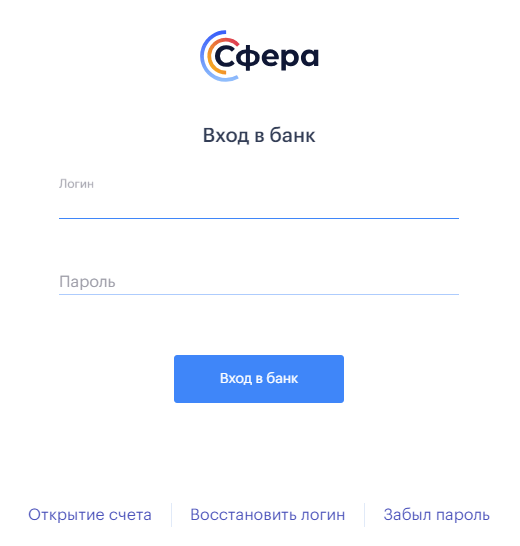 Сфера
Вход в банк
Логин
Пароль
Вход в банк
Открытие счета Восстановить логин Забыл пароль